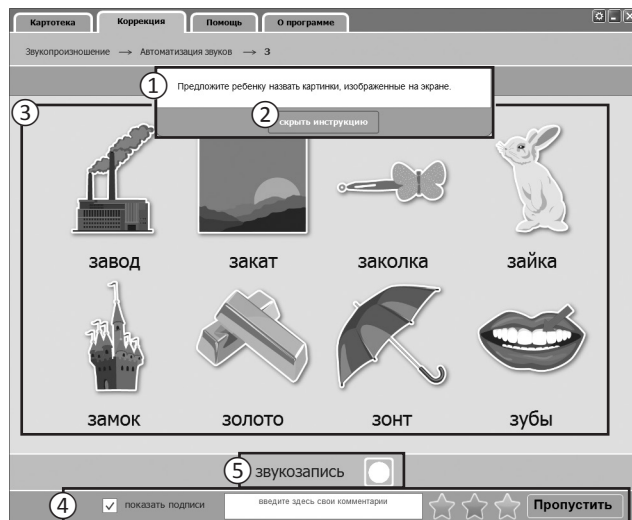 Картотека Коррекция Помощь О программе
Звукопроизношение → Автоматизация звуков → З
1 Предложите ребенку назвать картинки, изображенные на экране.
2 скрыть инструкцию
3
завод закат заколка зайка
замок золото зонт зубы
5 звукозапись
4 показать подписи введите здесь свои комментарии Пропустить